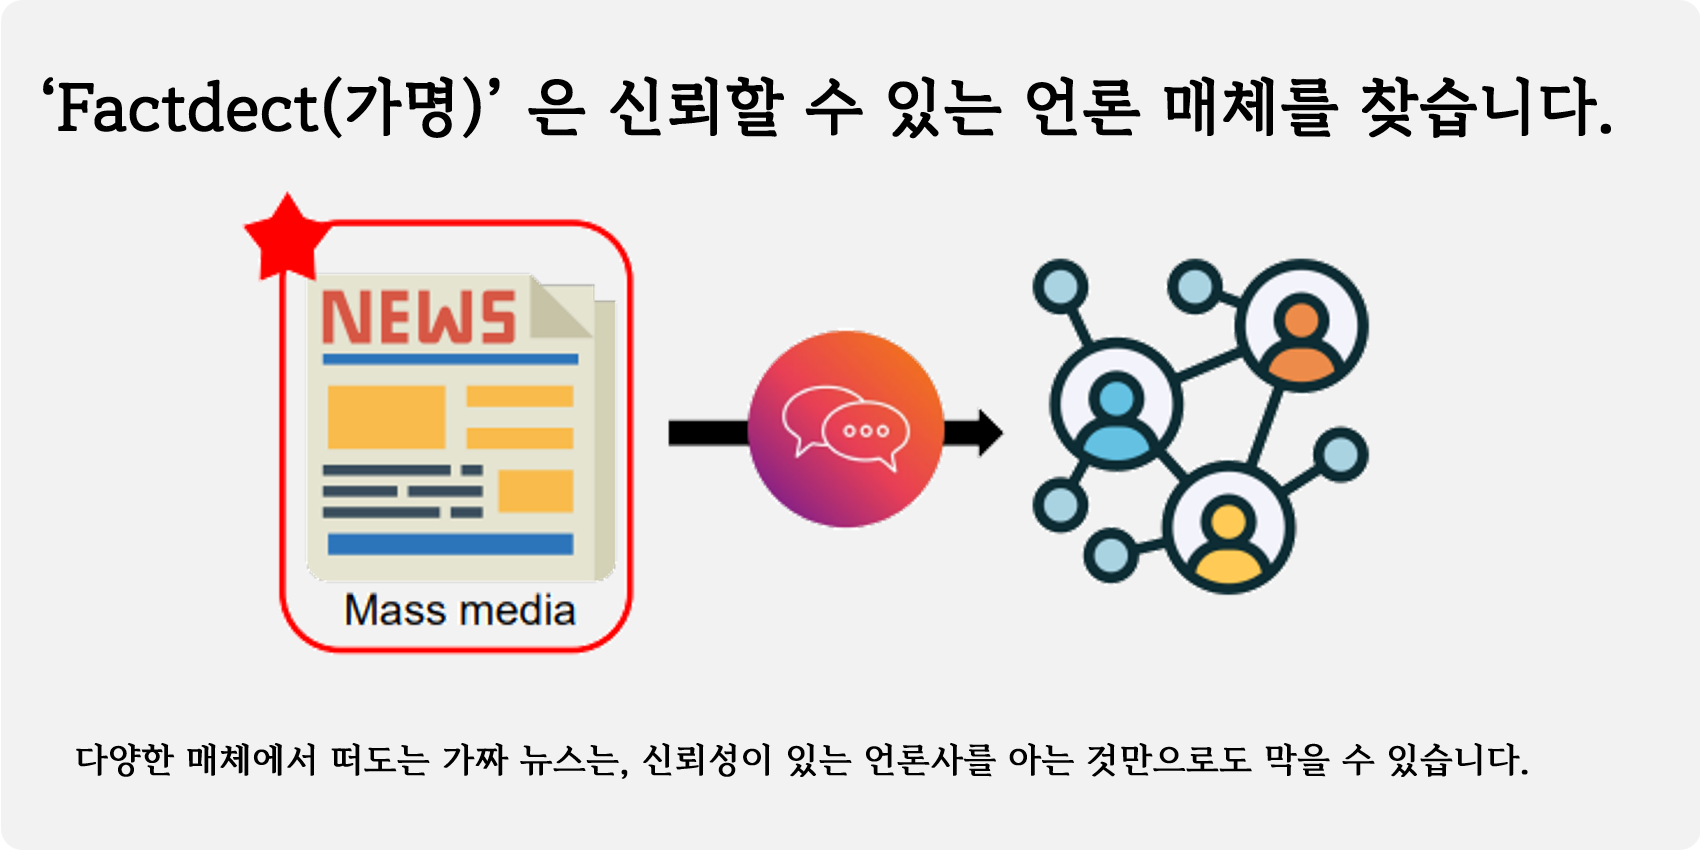 ‘Factdect(가명)’ 은 신뢰할 수 있는 언론 매체를 찾습니다.
NEWS
Mass media
다양한 매체에서 떠도는 가짜 뉴스는, 신뢰성이 있는 언론사를 아는 것만으로도 막을 수 있습니다.